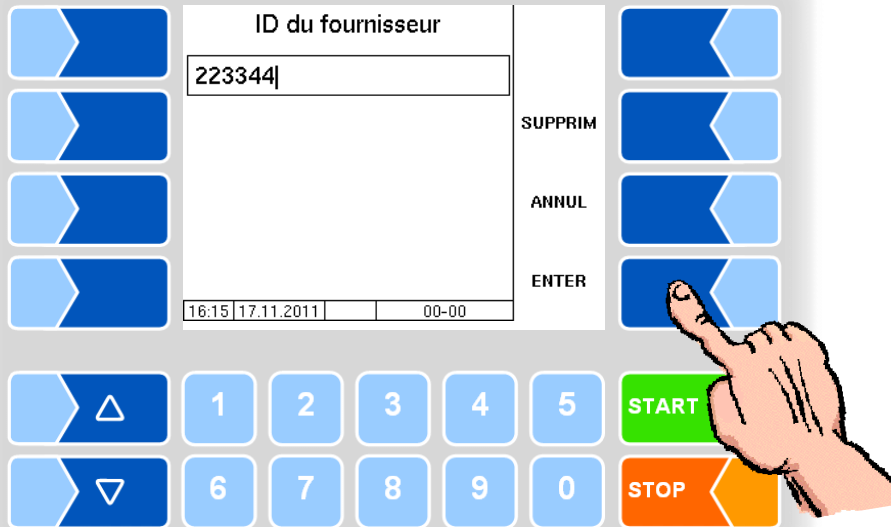 ID du fournisseur
223344
SUPPRIM
ANNUL
ENTER
16:15 17.11.2011 00-00
1 2 3 4 5 START
6 7 8 9 0 STOP